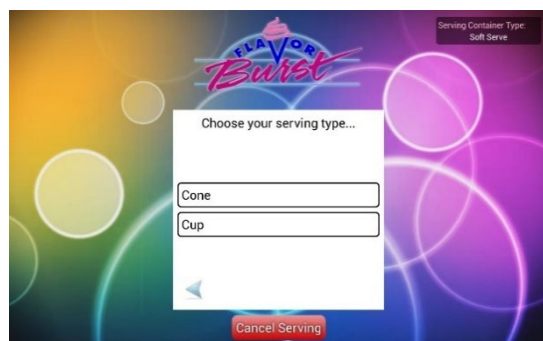 Serving Container Type:
Soft Serve
FLAVOR
Burst
Choose your serving type...
Cone
Cup
Cancel Serving